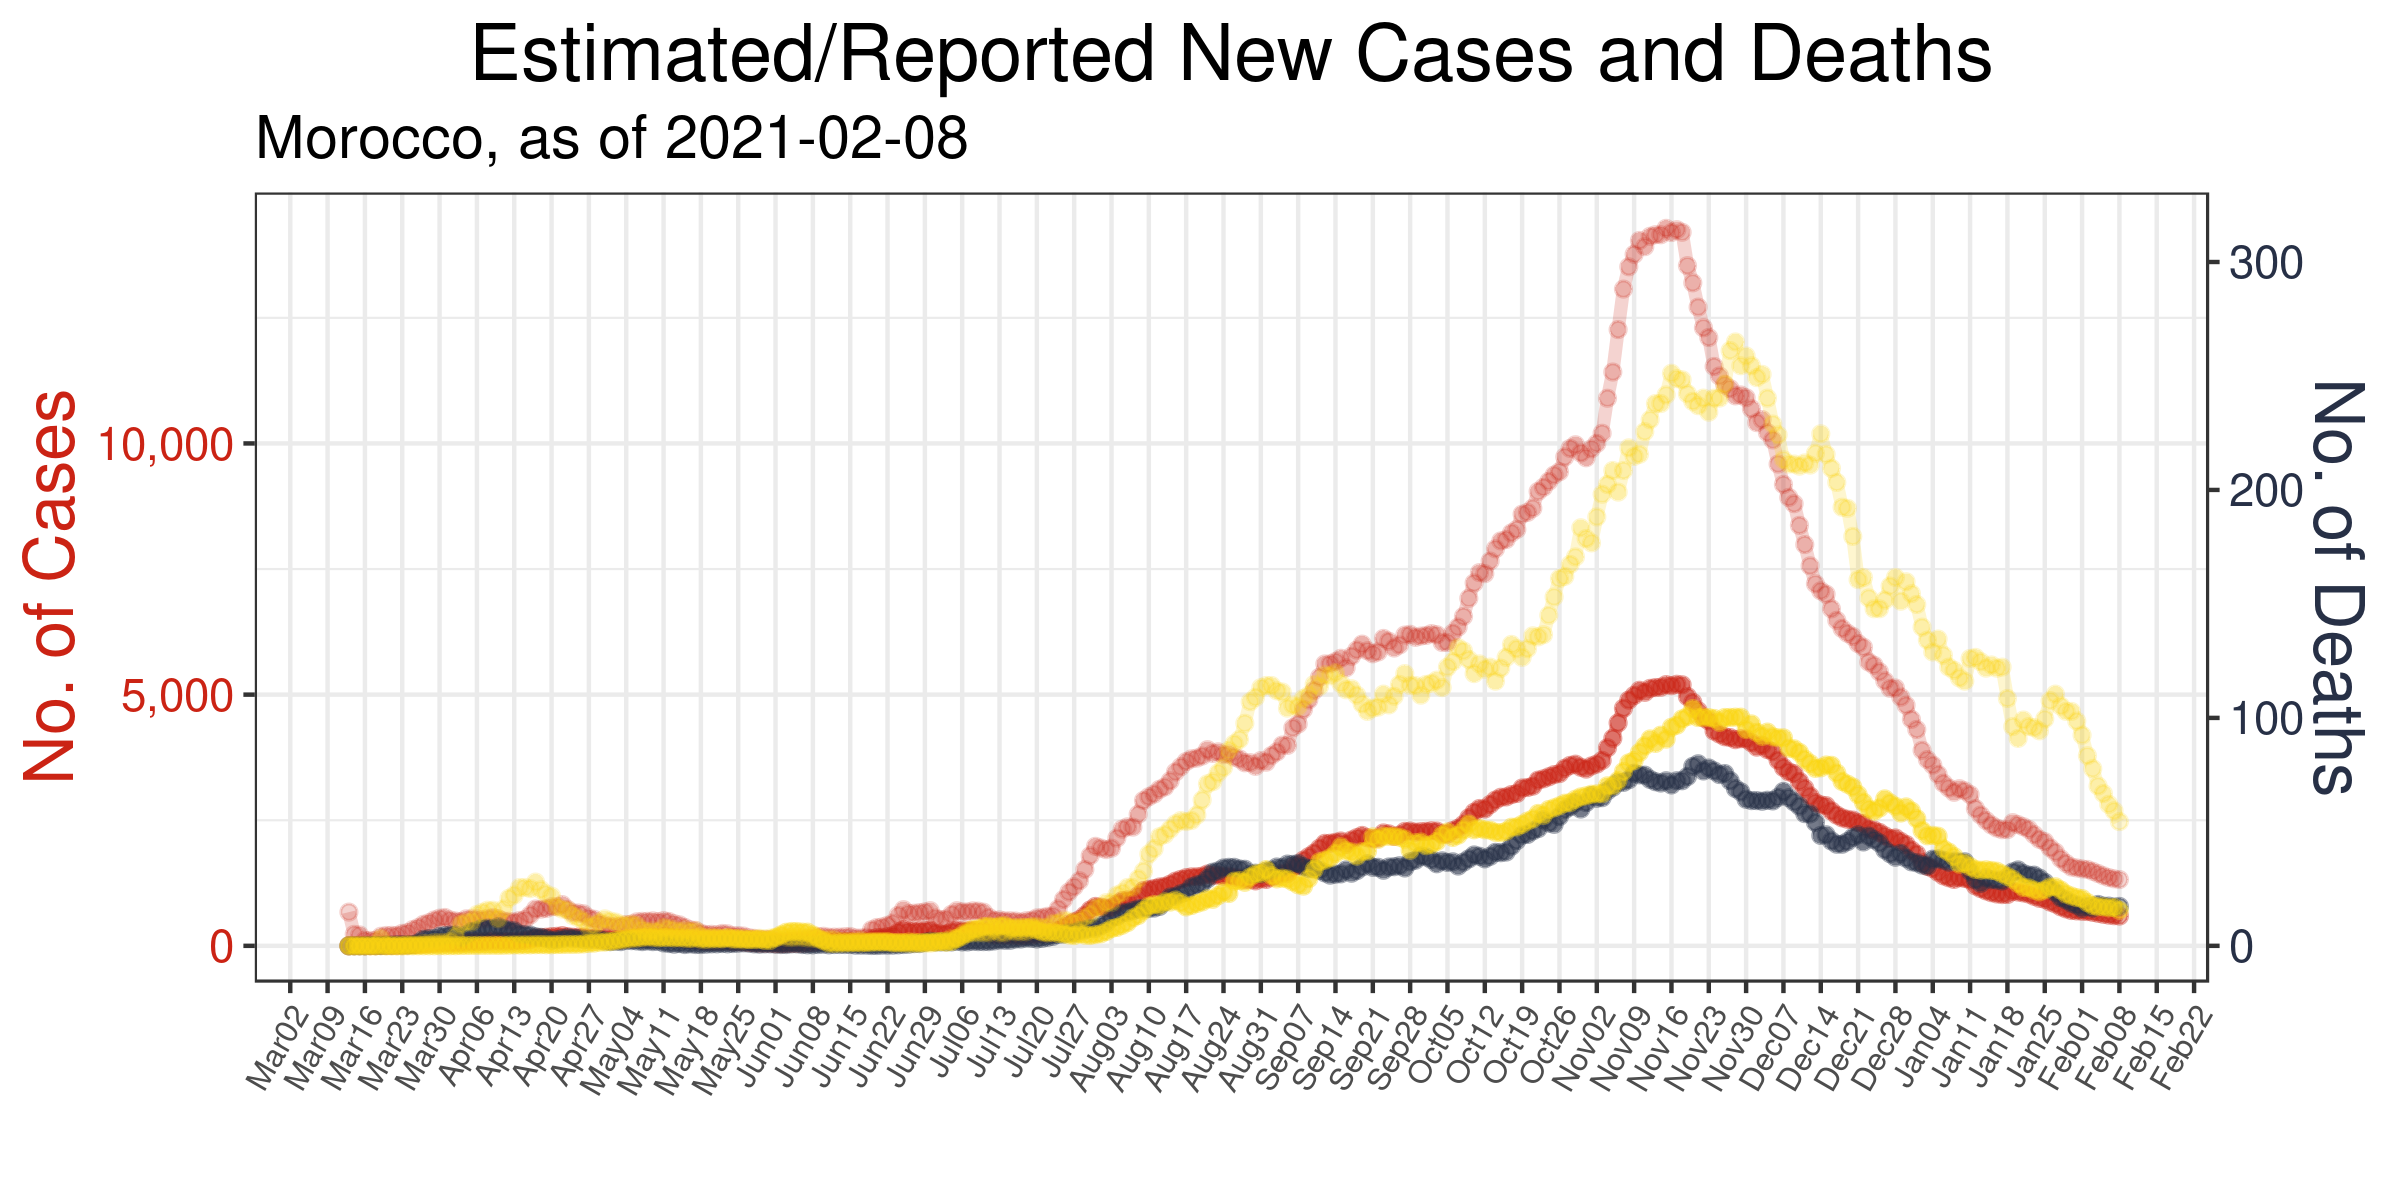 Estimated/Reported New Cases and Deaths
Morocco, as of 2021-02-08
No. of Cases
10,000
5,000
0
300
200
100
0
No. of Deaths
Mar02 Mar09 Mar16 Mar23 Mar30 Apr06 Apr13 Apr20 Apr27 May04 May11 May18 May25 Jun01 Jun08 Jun15 Jun22 Jun29 Jul06 Jul13 Jul20 Jul27 Aug03 Aug10 Aug17 Aug24 Aug31 Sep07 Sep14 Sep21 Sep28 Oct05 Oct12 Oct19 Oct26 Nov02 Nov09 Nov16 Nov23 Nov30 Dec07 Dec14 Dec21 Dec28 Jan04 Jan11 Jan18 Jan25 Feb01 Feb08 Feb15 Feb22